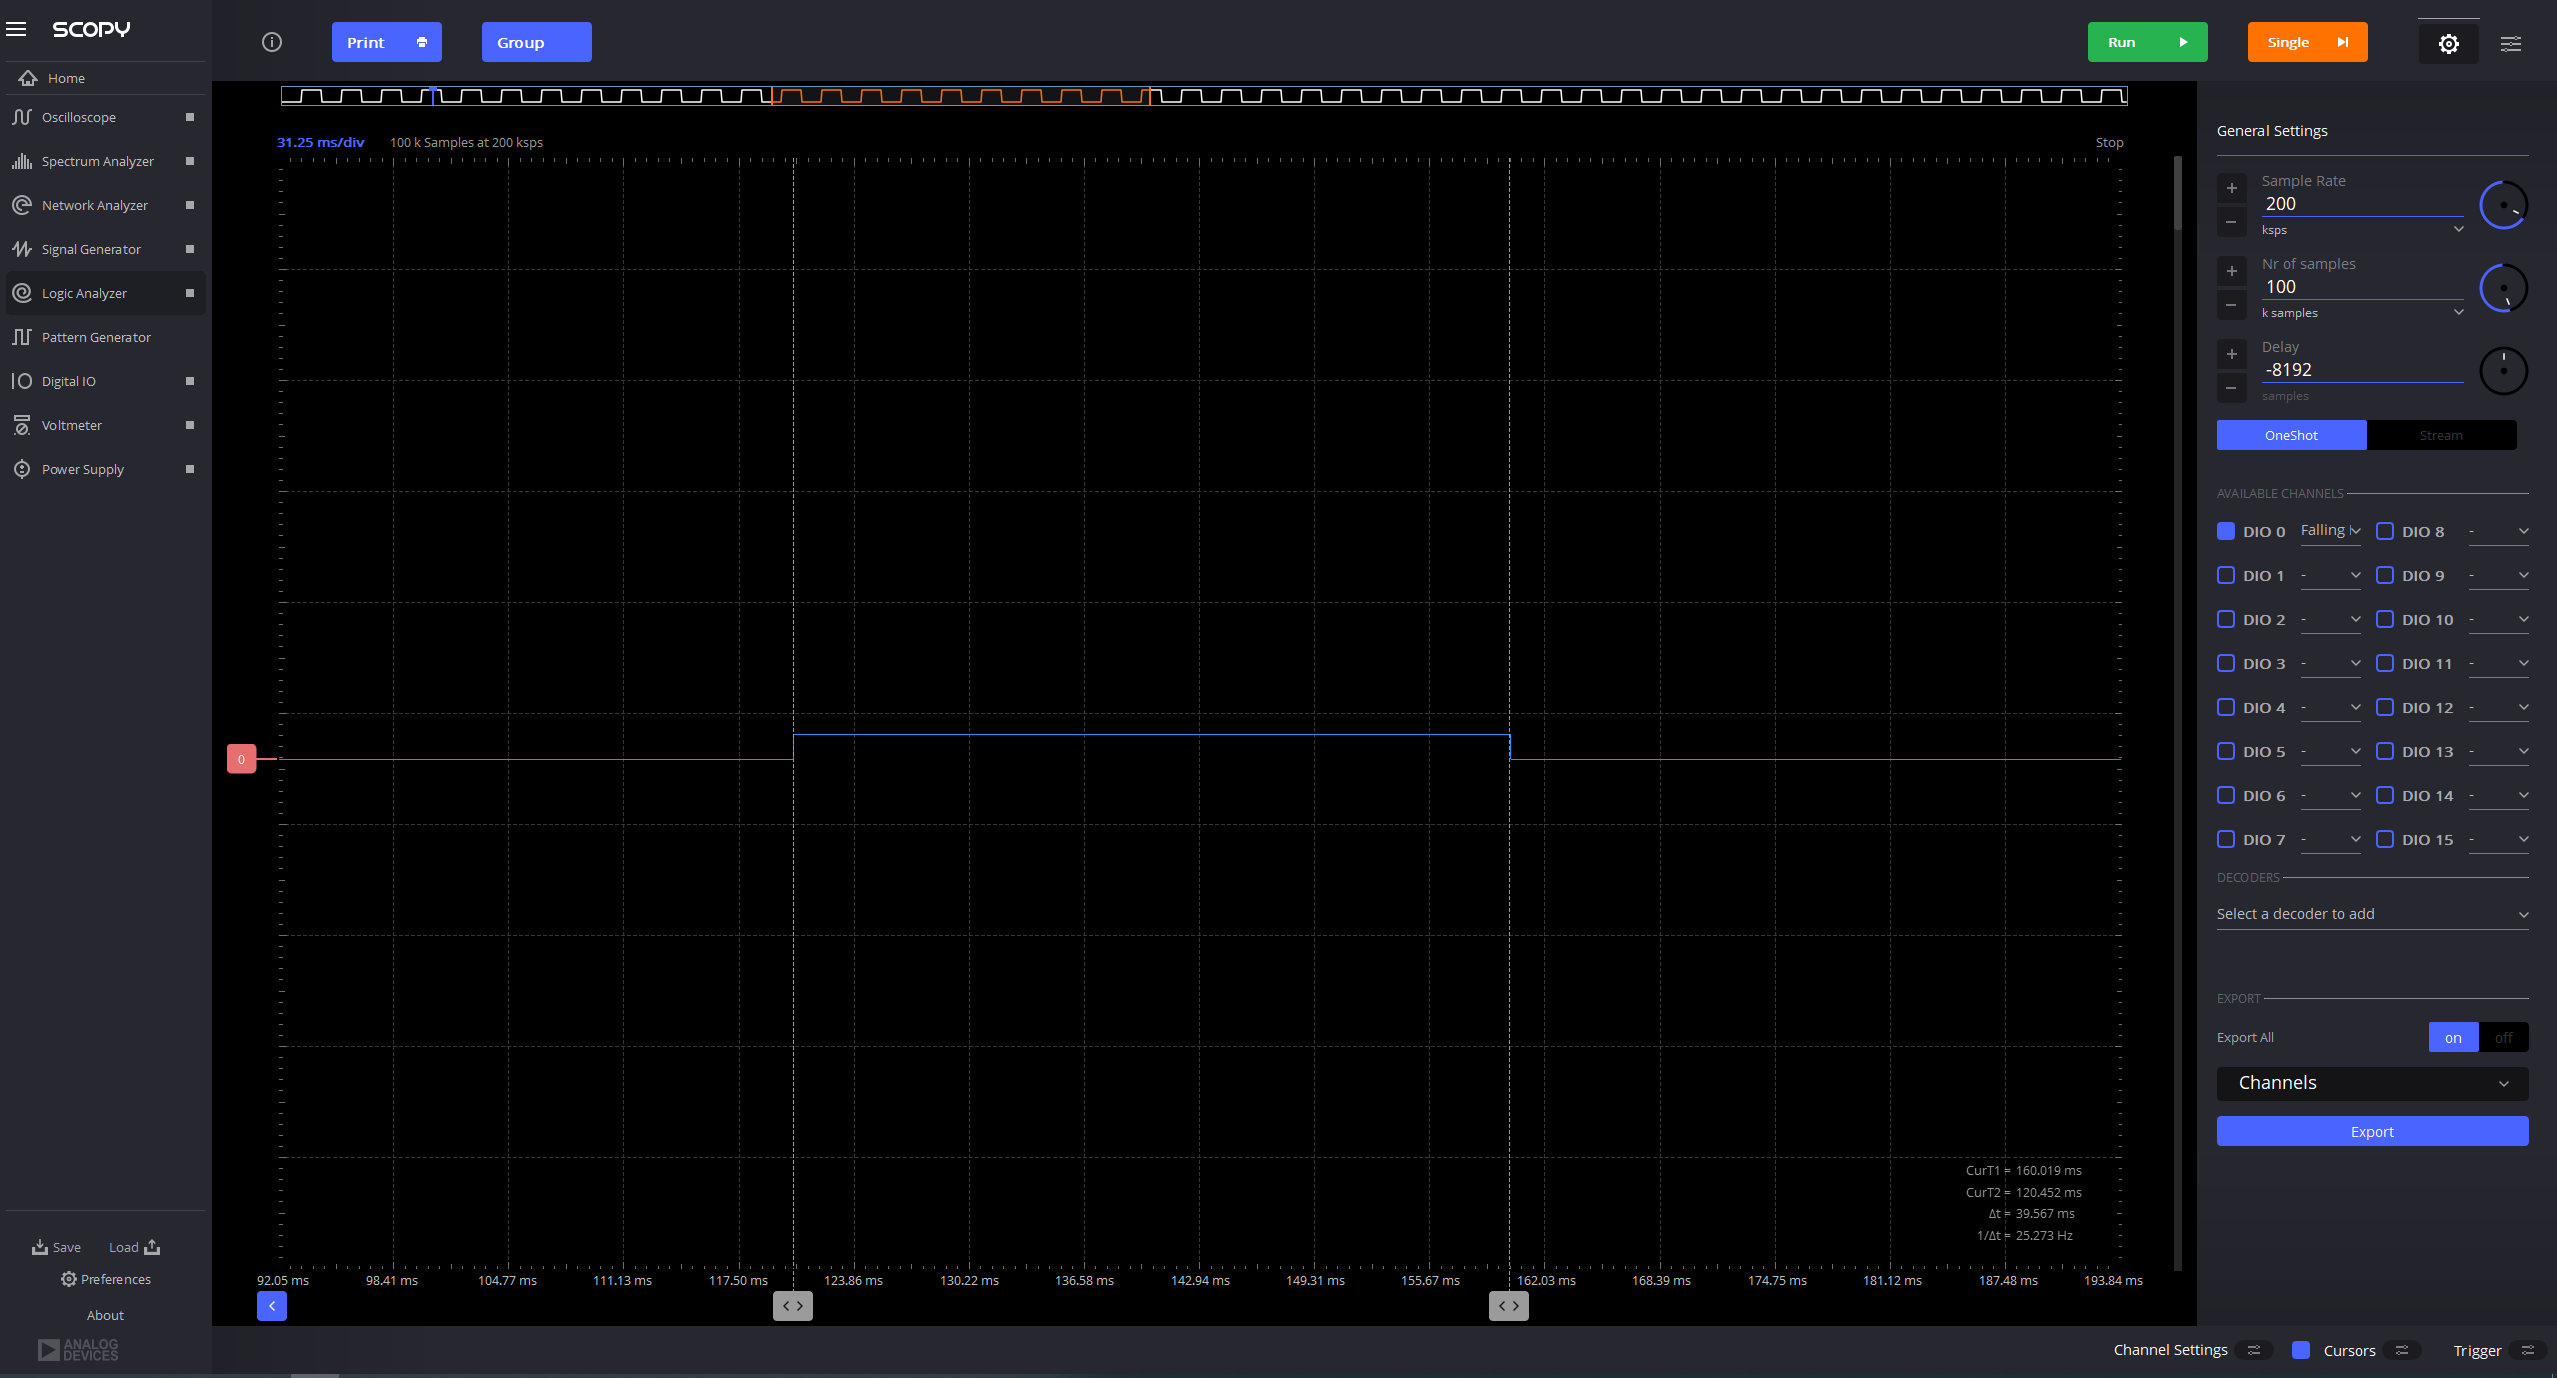 SCOPY
Print
Group
Run
Single
Home
Oscilloscope
Spectrum Analyzer
Network Analyzer
Signal Generator
Logic Analyzer
Pattern Generator
Digital IO
Voltmeter
Power Supply
Save Load
Preferences
About
ANALOG
DEVICES
31.25 ms/div 100 k Samples at 200 ksps Stop
0
CurT1 = 160.019 ms
CurT2 = 120.452 ms
Δt = 39.567 ms
1/Δt = 25.273 Hz
92.05 ms 98.41 ms 104.77 ms 111.13 ms 117.50 ms 123.86 ms 130.22 ms 136.58 ms 142.94 ms 149.31 ms 155.67 ms 162.03 ms 168.39 ms 174.75 ms 181.12 ms 187.48 ms 193.84 ms
General Settings
Sample Rate
200
ksps
Nr of samples
100
k samples
Delay
-8192
samples
OneShot Stream
AVAILABLE CHANNELS
DIO 0 Falling DIO 8 -
DIO 1 - DIO 9 -
DIO 2 - DIO 10 -
DIO 3 - DIO 11 -
DIO 4 - DIO 12 -
DIO 5 - DIO 13 -
DIO 6 - DIO 14 -
DIO 7 - DIO 15 -
DECODERS
Select a decoder to add
EXPORT
Export All on off
Channels
Export
Channel Settings Cursors Trigger